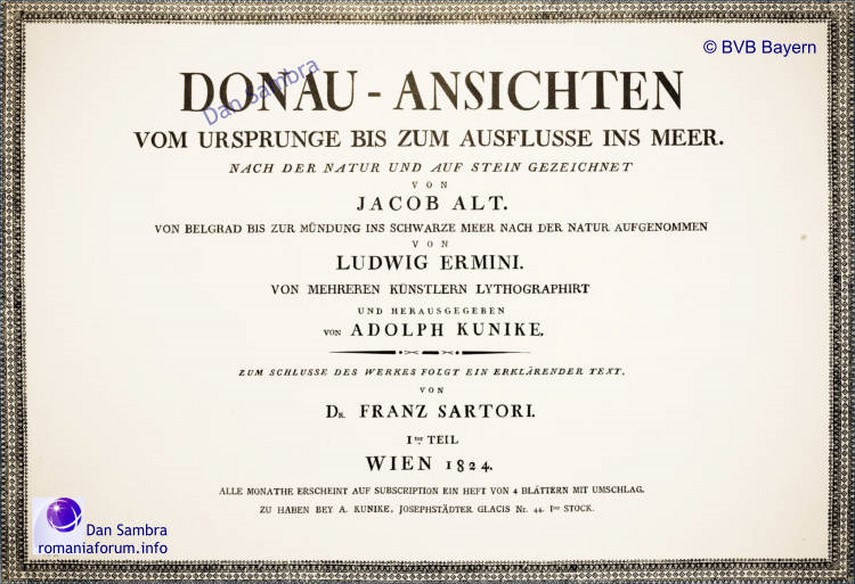 © BVB Bayern
Dan Sambra
DONAU - ANSICHTEN
VOM URSPRUNGE BIS ZUM AUSFLUSSE INS MEER.
NACH DER NATUR UND AUF STEIN GEZEICHNET
VON
JACOB ALT.
VON BELGRAD BIS ZUR MÜNDUNG INS SCHWARZE MEER NACH DER NATUR AUFGENOMMEN
VON
LUDWIG ERMINI.
VON MEHREREN KÜNSTLERN LYTHOGRAPHIRT
UND HERAUSGEGEBEN
VON ADOLPH KUNIKE.
ZUM SCHLUSSE DES WERKES FOLGT EIN ERKLÄRENDER TEXT.
VON
DR. FRANZ SARTORI.
Iter TEIL
WIEN 1824.
ALLE MONATHE ERSCHEINT AUF SUBSCRIPTION EIN HEFT VON 4 BLÄTTERN MIT UMSCHLAG.
ZU HABEN BEY A. KUNIKE, JOSEPHSTÄDTER GLACIS Nr. 44. Iter STOCK.
Dan Sambra
romaniaforum.info